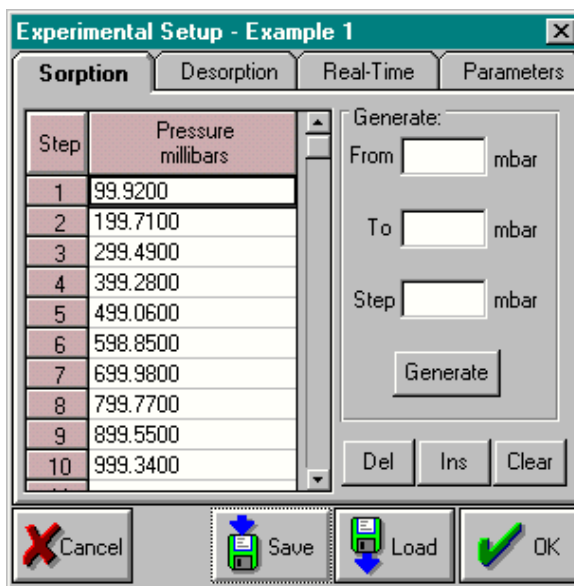 Experimental Setup - Example 1
Sorption Desorption Real-Time Parameters
Step Pressure millibars
1 99.9200
2 199.7100
3 299.4900
4 399.2800
5 499.0600
6 598.8500
7 699.9800
8 799.7700
9 899.5500
10 999.3400
Generate:
From mbar
To mbar
Step mbar
Generate
Del Ins Clear
Cancel Save Load OK